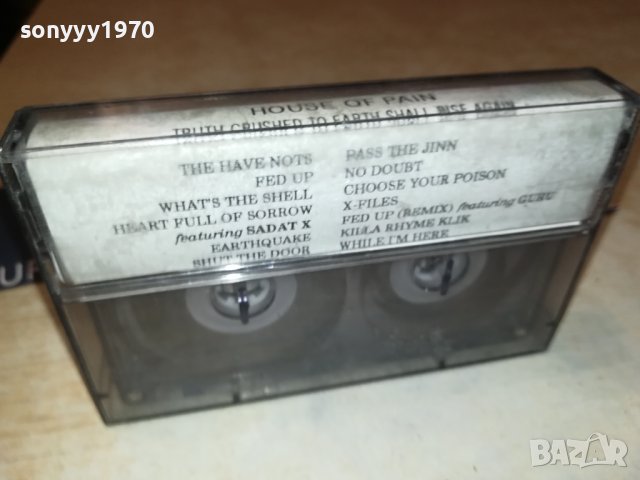 sonyyy1970
HOUSE OF PAIN
TRUTH CRUSHED TO EARTH SHALL RISE AGAIN
THE HAVE NOTS
FED UP
WHAT'S THE SHELL
HEART FULL OF SORROW
featuring SADAT X
EARTHQUAKE
SHUT THE DOOR
PASS THE JINN
NO DOUBT
CHOOSE YOUR POISON
X-FILES
FED UP (REMIX) featuring GURU
KILLA RHYME KLIK
WHILE I'M HERE
BAZAR